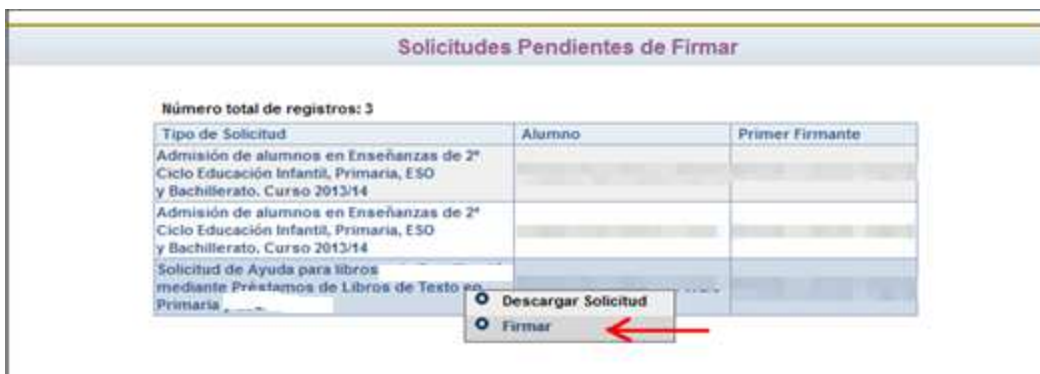 Solicitudes Pendientes de Firmar
Número total de registros: 3
Tipo de Solicitud Alumno Primer Firmante
Admisión de alumnos en Enseñanzas de 2º
Ciclo Educación Infantil, Primaria, ESO
y Bachillerato. Curso 2013/14
Admisión de alumnos en Enseñanzas de 2º
Ciclo Educación Infantil, Primaria, ESO
y Bachillerato. Curso 2013/14
Solicitud de Ayuda para libros
mediante Préstamos de Libros de Texto en
Primaria
Descargar Solicitud
Firmar